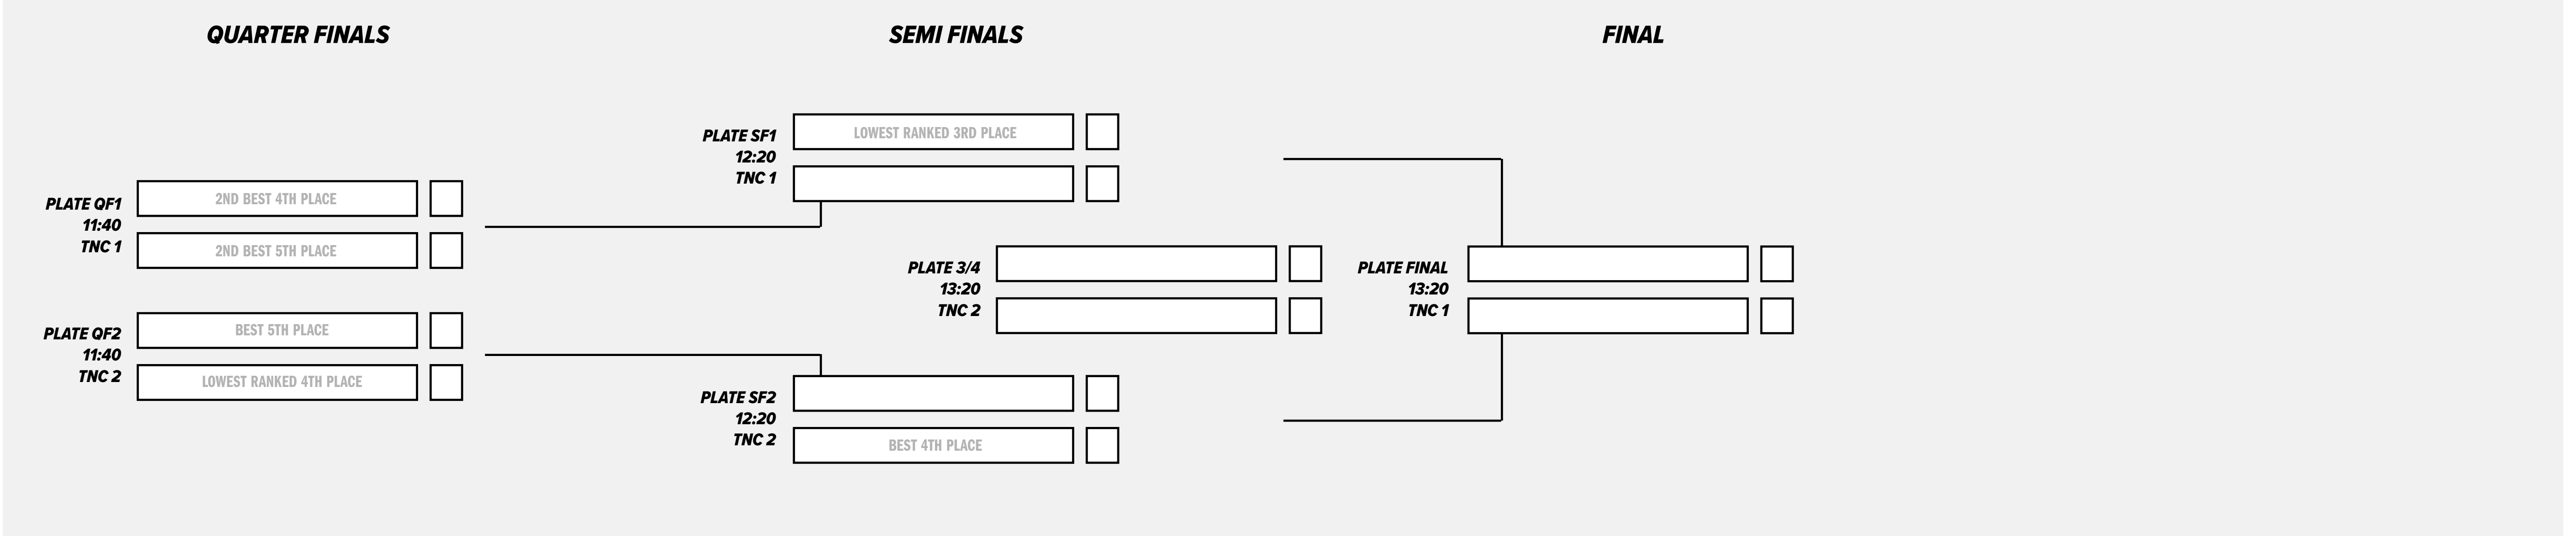 QUARTER FINALS
SEMI FINALS
FINAL
PLATE QF1
11:40
TNC 1
2ND BEST 4TH PLACE
2ND BEST 5TH PLACE
PLATE QF2
11:40
TNC 2
BEST 5TH PLACE
LOWEST RANKED 4TH PLACE
PLATE SF1
12:20
TNC 1
LOWEST RANKED 3RD PLACE
PLATE 3/4
13:20
TNC 2
PLATE SF2
12:20
TNC 2
BEST 4TH PLACE
PLATE FINAL
13:20
TNC 1